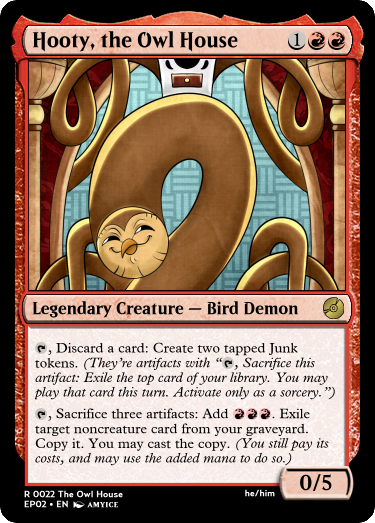 Hooty, the Owl House 1
Legendary Creature — Bird Demon
, Discard a card: Create two tapped Junk
tokens. (They're artifacts with “, Sacrifice this
artifact: Exile the top card of your library. You may
play that card this turn. Activate only as a sorcery.”)
, Sacrifice three artifacts: Add . Exile
target noncreature card from your graveyard.
Copy it. You may cast the copy. (You still pay its
costs, and may use the added mana to do so.)
0/5
R 0022 The Owl House he/him
EP02 • EN AMYICE